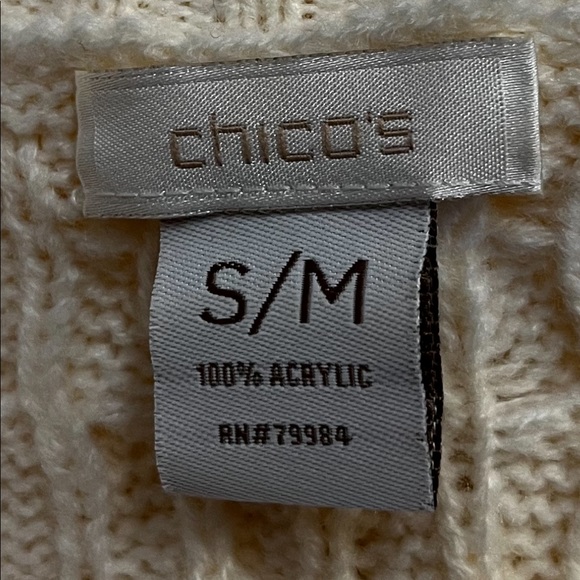 chico's
S/M
100% ACRYLIC
RN#79984